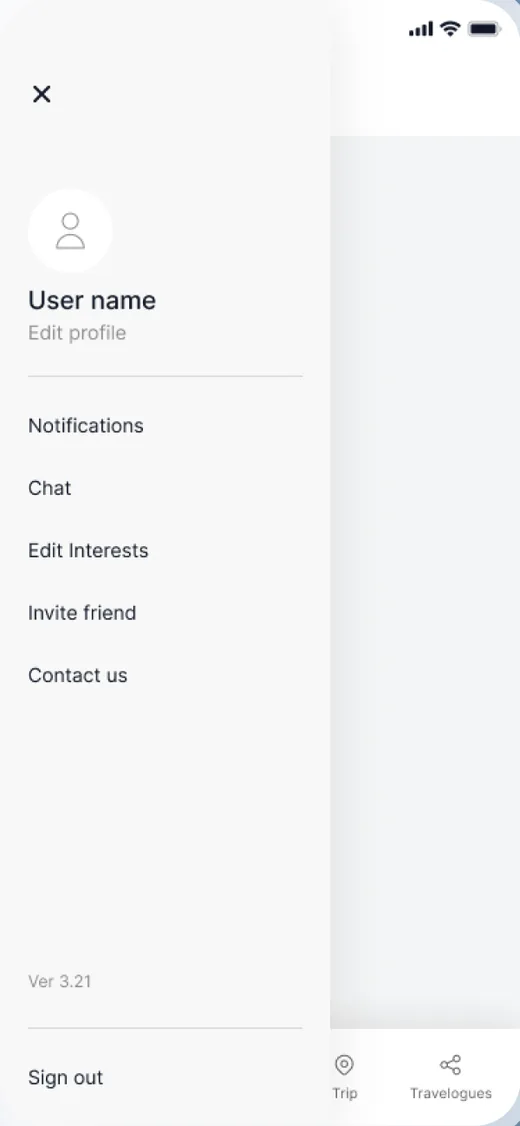 User name
Edit profile
Notifications
Chat
Edit Interests
Invite friend
Contact us
Ver 3.21
Sign out
Trip
Travelogues